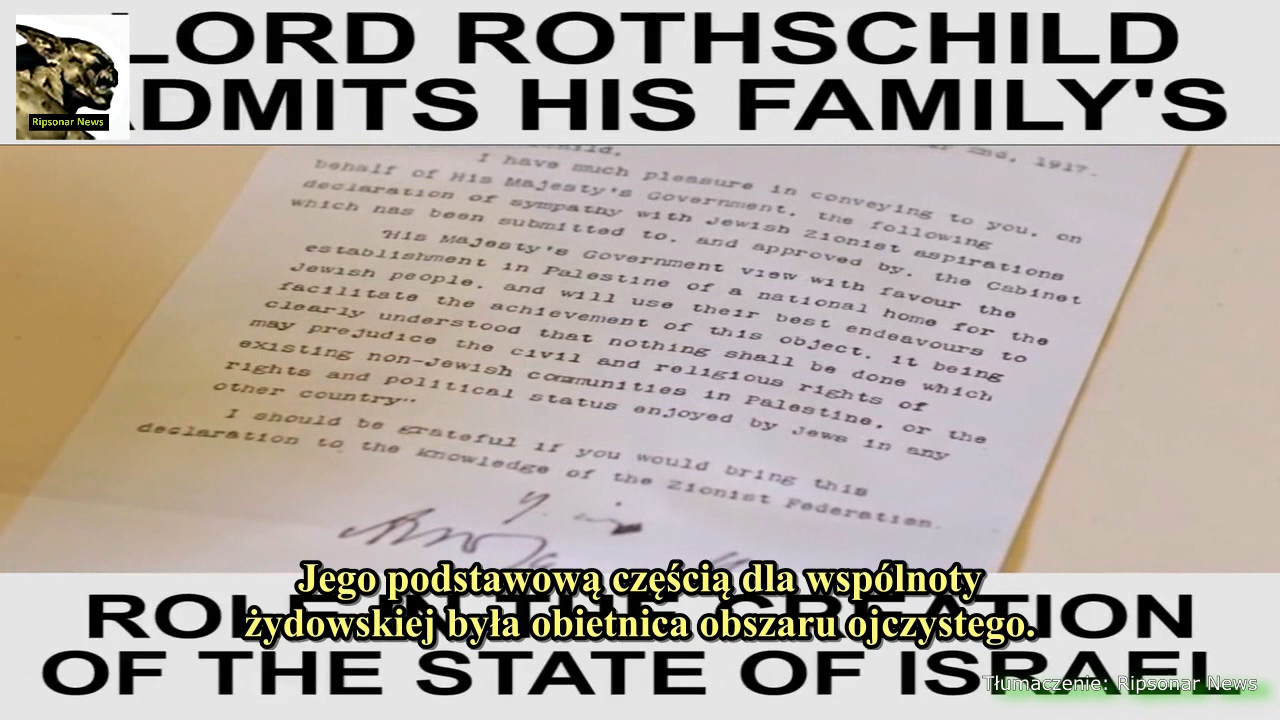 LORD ROTHSCHILD
ADMITS HIS FAMILY'S
Ripsonar News
2nd, 1917.
I have much pleasure in conveying to you, on
behalf of His Majesty's Government, the following
declaration of sympathy with Jewish Zionist aspirations
which has been submitted to, and approved by, the Cabinet
"His Majesty's Government view with favour the
establishment in Palestine of a national home for the
Jewish people, and will use their best endeavours to
facilitate the achievement of this object, it being
clearly understood that nothing shall be done which
may prejudice the civil and religious rights of
existing non-Jewish communities in Palestine, or the
rights and political status enjoyed by Jews in any
other country"
I should be grateful if you would bring this
declaration to the knowledge of the Zionist Federation.
Jego podstawową częścią dla wspólnoty
żydowskiej była obietnica obszaru ojczystego.
ROLE IN THE CREATION
OF THE STATE OF ISRAEL
Tłumaczenie: Ripsonar News